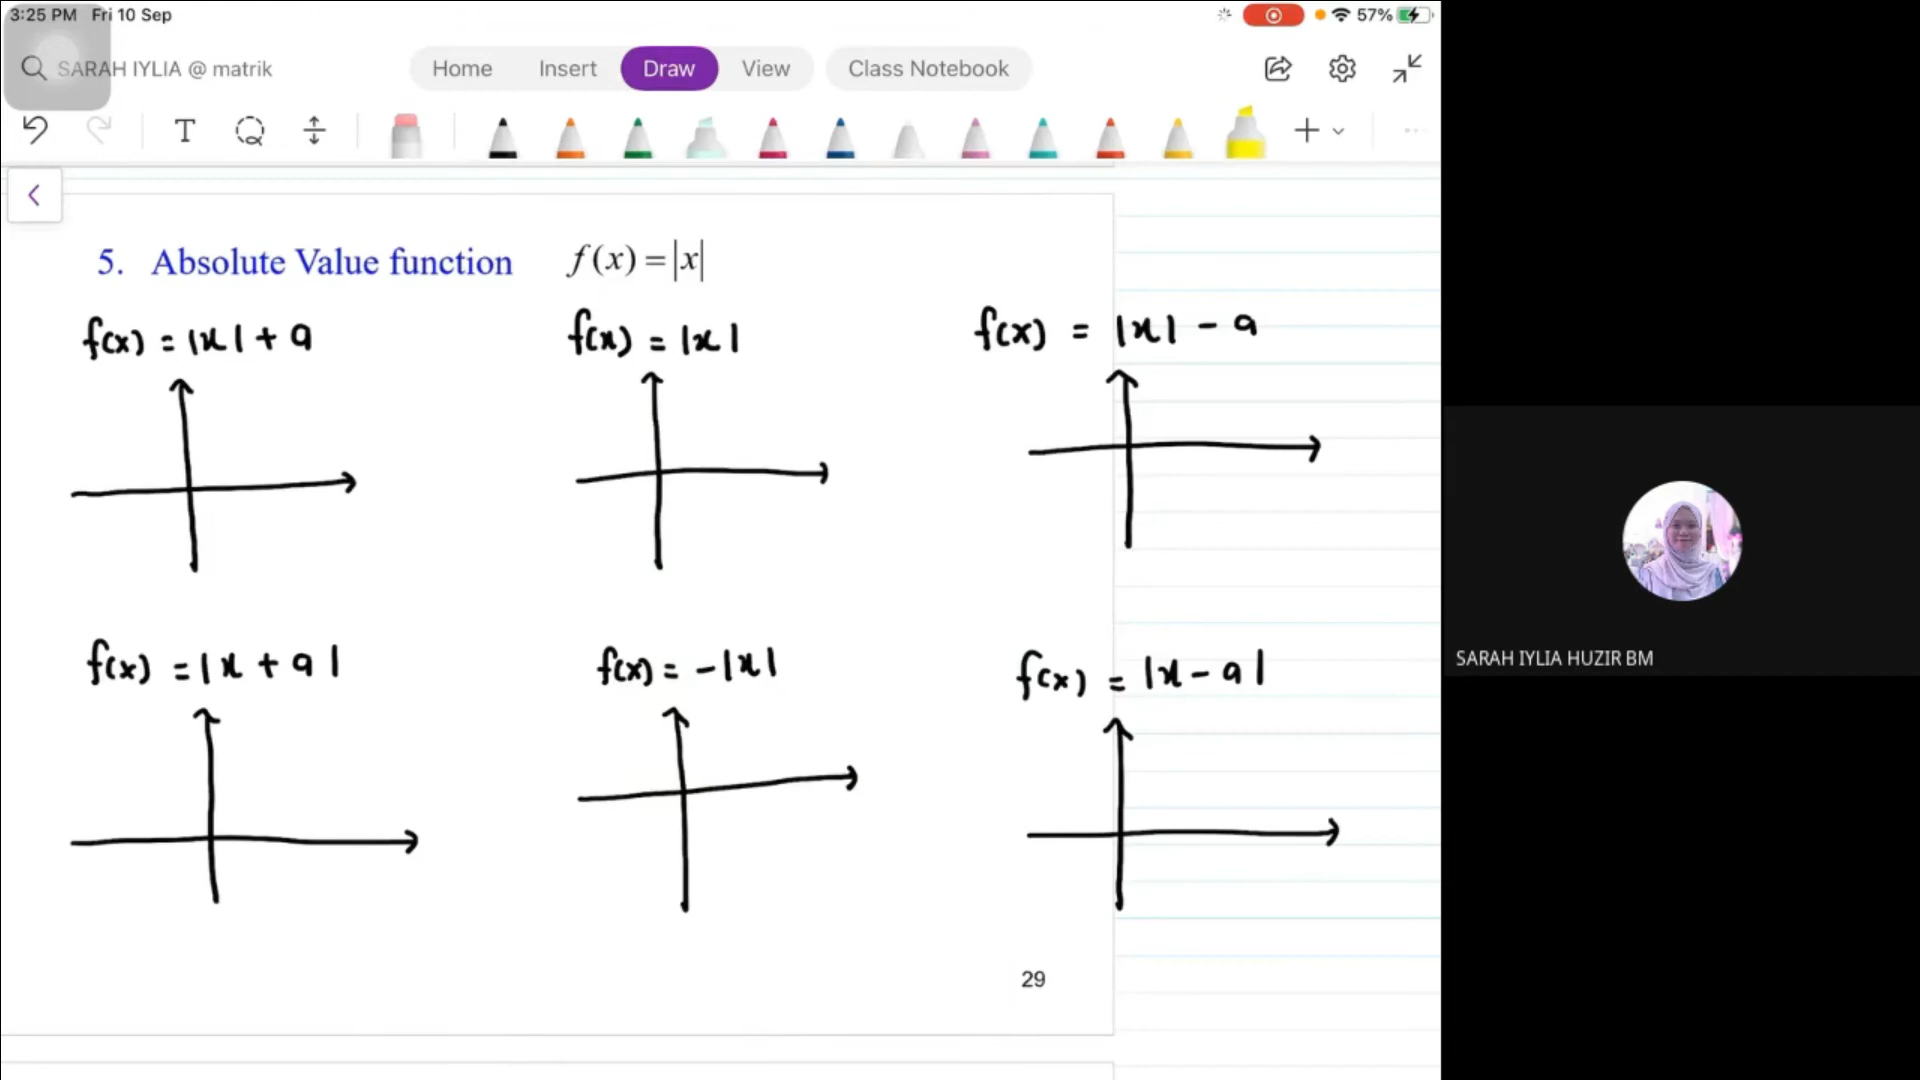 3:25 PM Fri 10 Sep
57%
SARAH IYLIA @ matrik
Home Insert Draw View Class Notebook
T
5. Absolute Value function f(x) = |x|
f(x) = |x| + a
f(x) = |x|
f(x) = |x| - a
f(x) = |x + a|
f(x) = -|x|
f(x) = |x - a|
29
SARAH IYLIA HUZIR BM